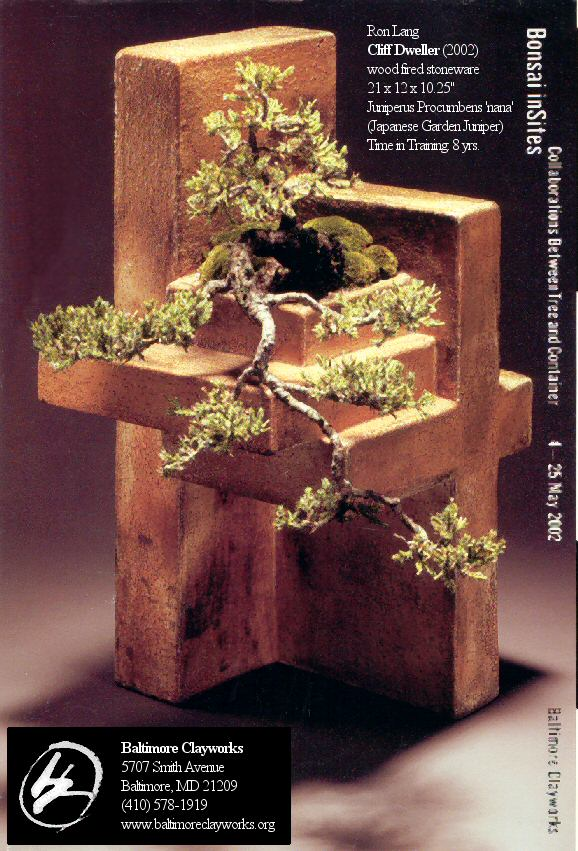 Ron Lang
Cliff Dweller (2002)
wood fired stoneware
21 x 12 x 10.25"
Juniperus Procumbens 'nana'
(Japanese Garden Juniper)
Time in Training: 8 yrs.
Bonsai inSites
Collaborations Between Tree and Container 4 – 25 May 2002
Baltimore Clayworks
Baltimore Clayworks
5707 Smith Avenue
Baltimore, MD 21209
(410) 578-1919
www.baltimoreclayworks.org